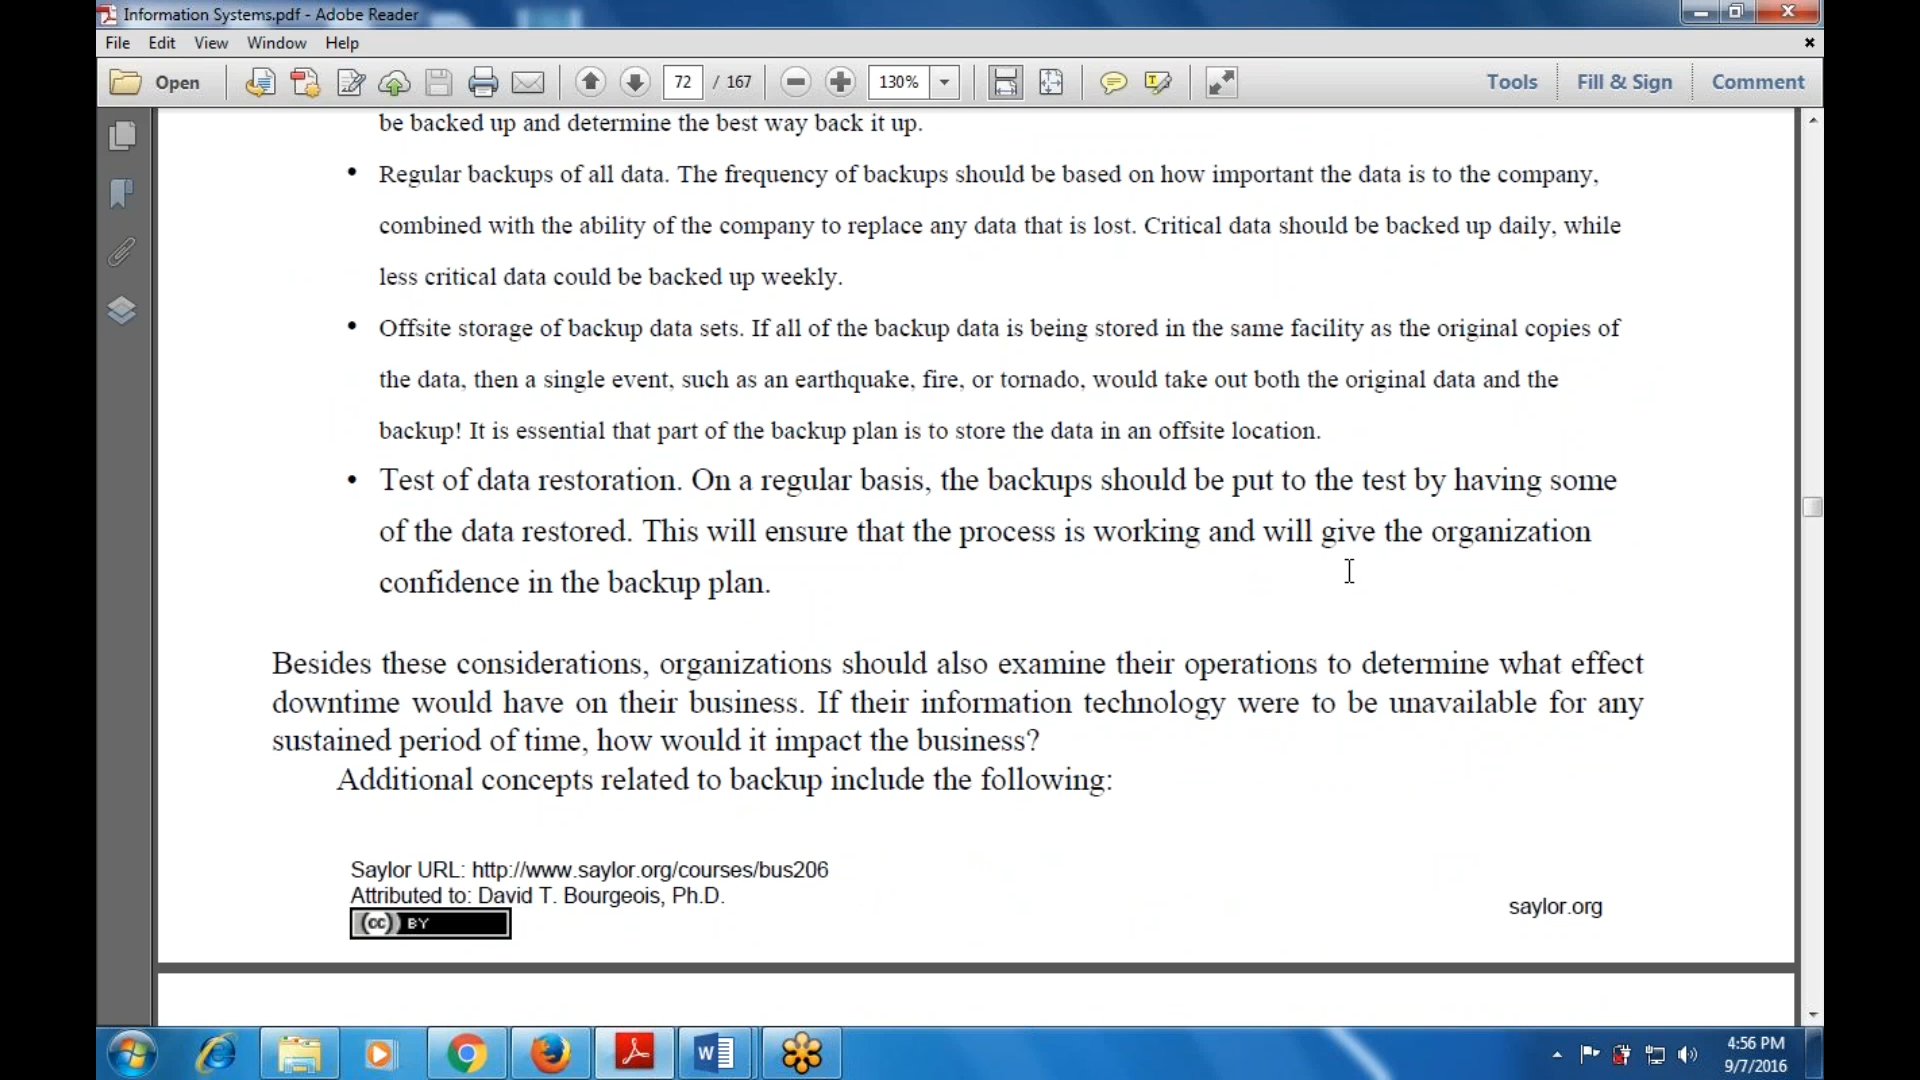 Information Systems.pdf - Adobe Reader
File Edit View Window Help
Open 72 / 167 130% Tools Fill & Sign Comment
be backed up and determine the best way back it up.
• Regular backups of all data. The frequency of backups should be based on how important the data is to the company,
combined with the ability of the company to replace any data that is lost. Critical data should be backed up daily, while
less critical data could be backed up weekly.
• Offsite storage of backup data sets. If all of the backup data is being stored in the same facility as the original copies of
the data, then a single event, such as an earthquake, fire, or tornado, would take out both the original data and the
backup! It is essential that part of the backup plan is to store the data in an offsite location.
• Test of data restoration. On a regular basis, the backups should be put to the test by having some
of the data restored. This will ensure that the process is working and will give the organization
confidence in the backup plan.
Besides these considerations, organizations should also examine their operations to determine what effect
downtime would have on their business. If their information technology were to be unavailable for any
sustained period of time, how would it impact the business?
Additional concepts related to backup include the following:
Saylor URL: http://www.saylor.org/courses/bus206
Attributed to: David T. Bourgeois, Ph.D.
saylor.org
cc BY
4:56 PM
9/7/2016